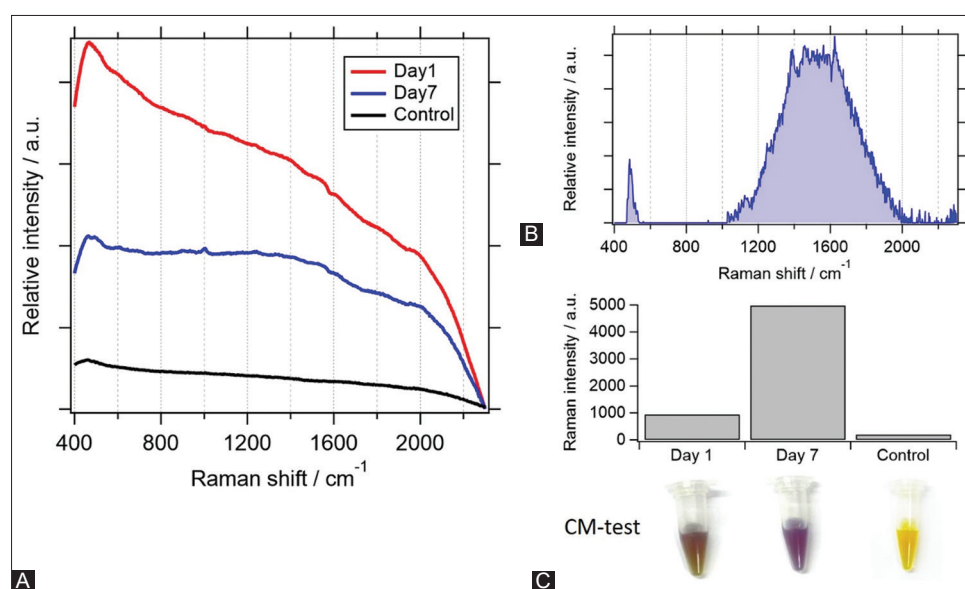 Relative intensity / a.u.
Day1
Day7
Control
400 800 1200 1600 2000
Raman shift / cm-1
A
Relative intensity / a.u.
400 800 1200 1600 2000
Raman shift / cm-1
B
Raman intensity / a.u.
5000
4000
3000
2000
1000
0
Day 1 Day 7 Control
CM-test
C